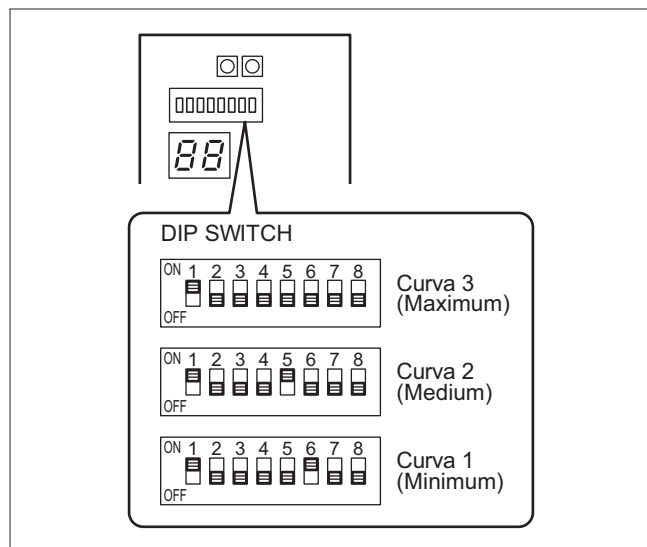 88
DIP SWITCH
ON 1 2 3 4 5 6 7 8
OFF
Curva 3
(Maximum)
ON 1 2 3 4 5 6 7 8
OFF
Curva 2
(Medium)
ON 1 2 3 4 5 6 7 8
OFF
Curva 1
(Minimum)